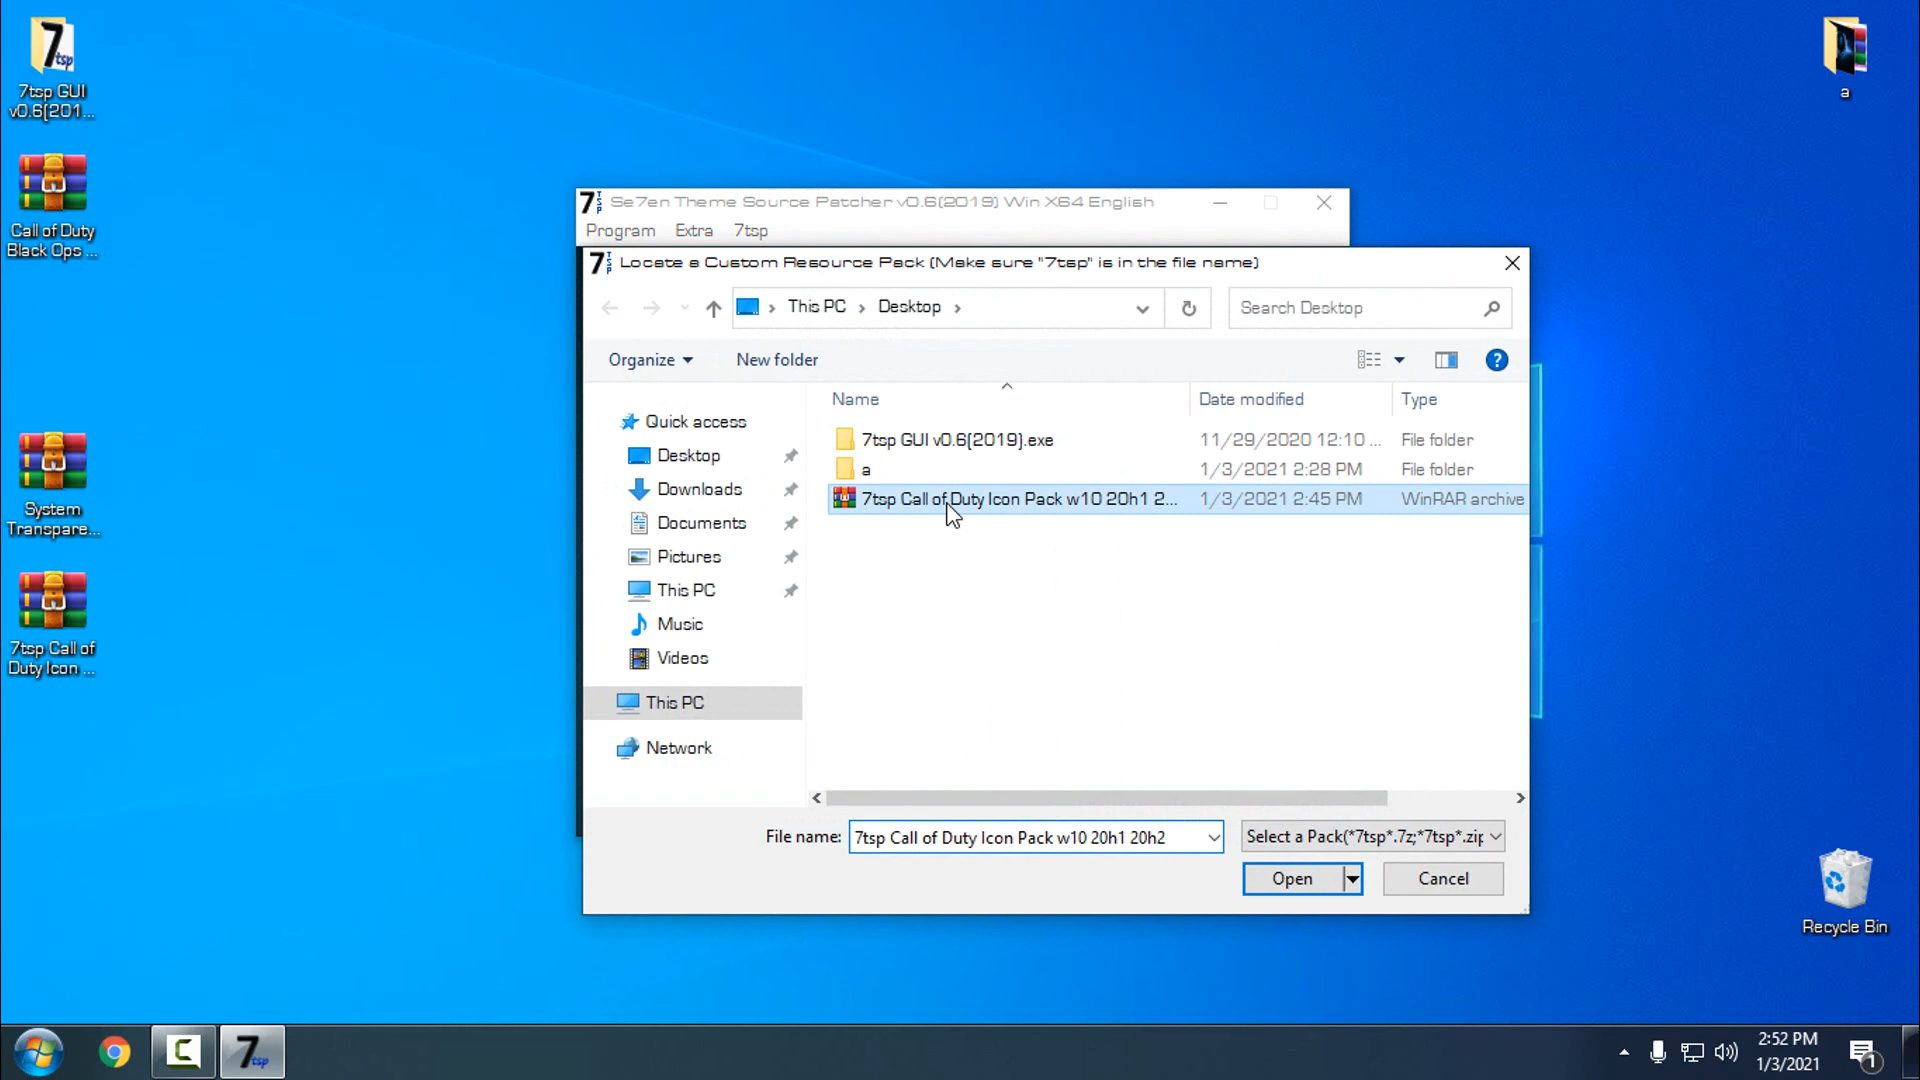 7tsp GUI
v0.6(201...
Call of Duty
Black Ops ...
System
Transpare...
7tsp Call of
Duty Icon ...
a
Recycle Bin
7TSP Se7en Theme Source Patcher v0.6(2019) Win X64 English
Program Extra 7tsp
7TSP Locate a Custom Resource Pack (Make sure "7tsp" is in the file name)
This PC > Desktop >
Search Desktop
Organize New folder
Name Date modified Type
Quick access
Desktop
Downloads
Documents
Pictures
This PC
Music
Videos
This PC
Network
7tsp GUI v0.6(2019).exe 11/29/2020 12:10 ... File folder
a 1/3/2021 2:28 PM File folder
7tsp Call of Duty Icon Pack w10 20h1 2... 1/3/2021 2:45 PM WinRAR archive
File name: 7tsp Call of Duty Icon Pack w10 20h1 20h2
Select a Pack(*7tsp*.7z;*7tsp*.zip
Open Cancel
7tsp
2:52 PM
1/3/2021
1